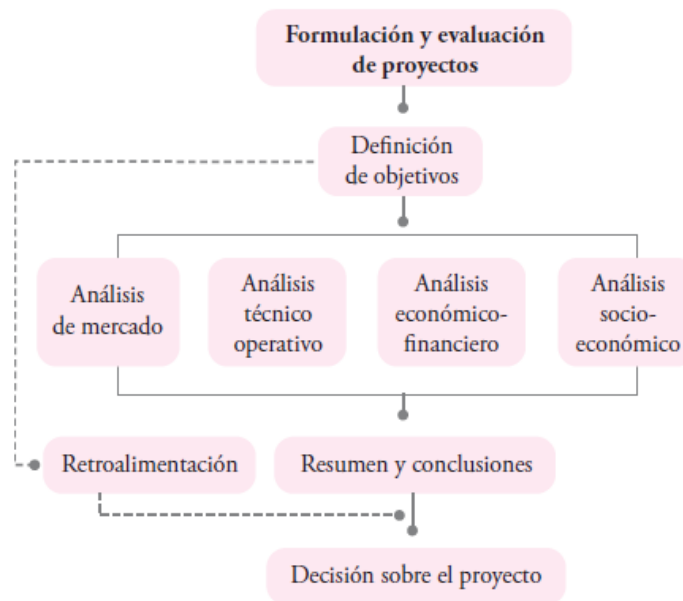 Formulación y evaluación
de proyectos
Definición
de objetivos
Análisis
de mercado
Análisis
técnico
operativo
Análisis
económico-
financiero
Análisis
socio-
económico
Retroalimentación
Resumen y conclusiones
Decisión sobre el proyecto